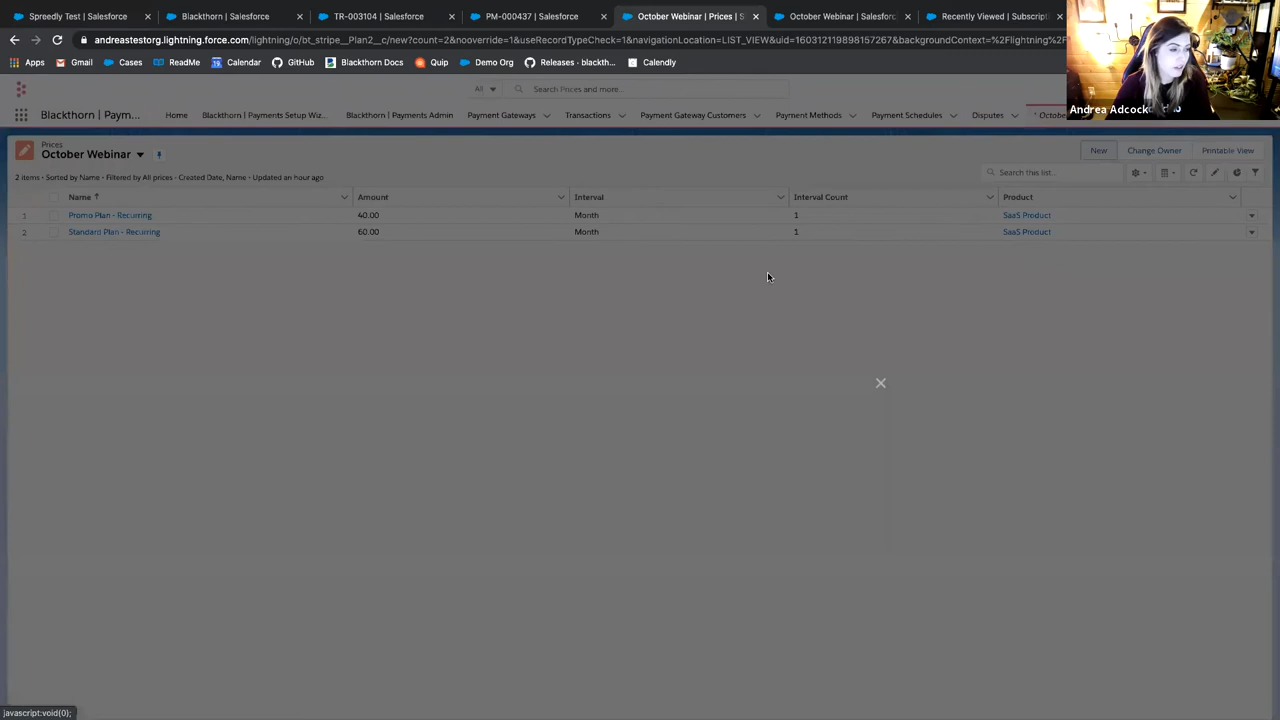 Spreedly Test | Salesforce
Blackthorn | Salesforce
TR-003104 | Salesforce
PM-000437 | Salesforce
October Webinar | Prices | S
October Webinar | Salesforc
Recently Viewed | Subscript
andreastestorg.lightning.force.com/lightning/o/bt_stripe__Plan2__c/new?count=2&nooverride=1&useRecordTypeCheck=1&navigationLocation=LIST_VIEW&uid=160312119898157267&backgroundContext=%2Flightning%2F
Apps
Gmail
Cases
ReadMe
Calendar
GitHub
Blackthorn Docs
Quip
Demo Org
Releases - blackth...
Calendly
Andrea Adcock
All
Search Prices and more...
Blackthorn | Paym...
Home
Blackthorn | Payments Setup Wiz...
Blackthorn | Payments Admin
Payment Gateways
Transactions
Payment Gateway Customers
Payment Methods
Payment Schedules
Disputes
* Octobe
Prices
October Webinar
New
Change Owner
Printable View
2 items • Sorted by Name • Filtered by All prices - Created Date, Name • Updated an hour ago
Search this list...
Name
Amount
Interval
Interval Count
Product
1 Promo Plan - Recurring 40.00 Month 1 SaaS Product
2 Standard Plan - Recurring 60.00 Month 1 SaaS Product
javascript:void(0);